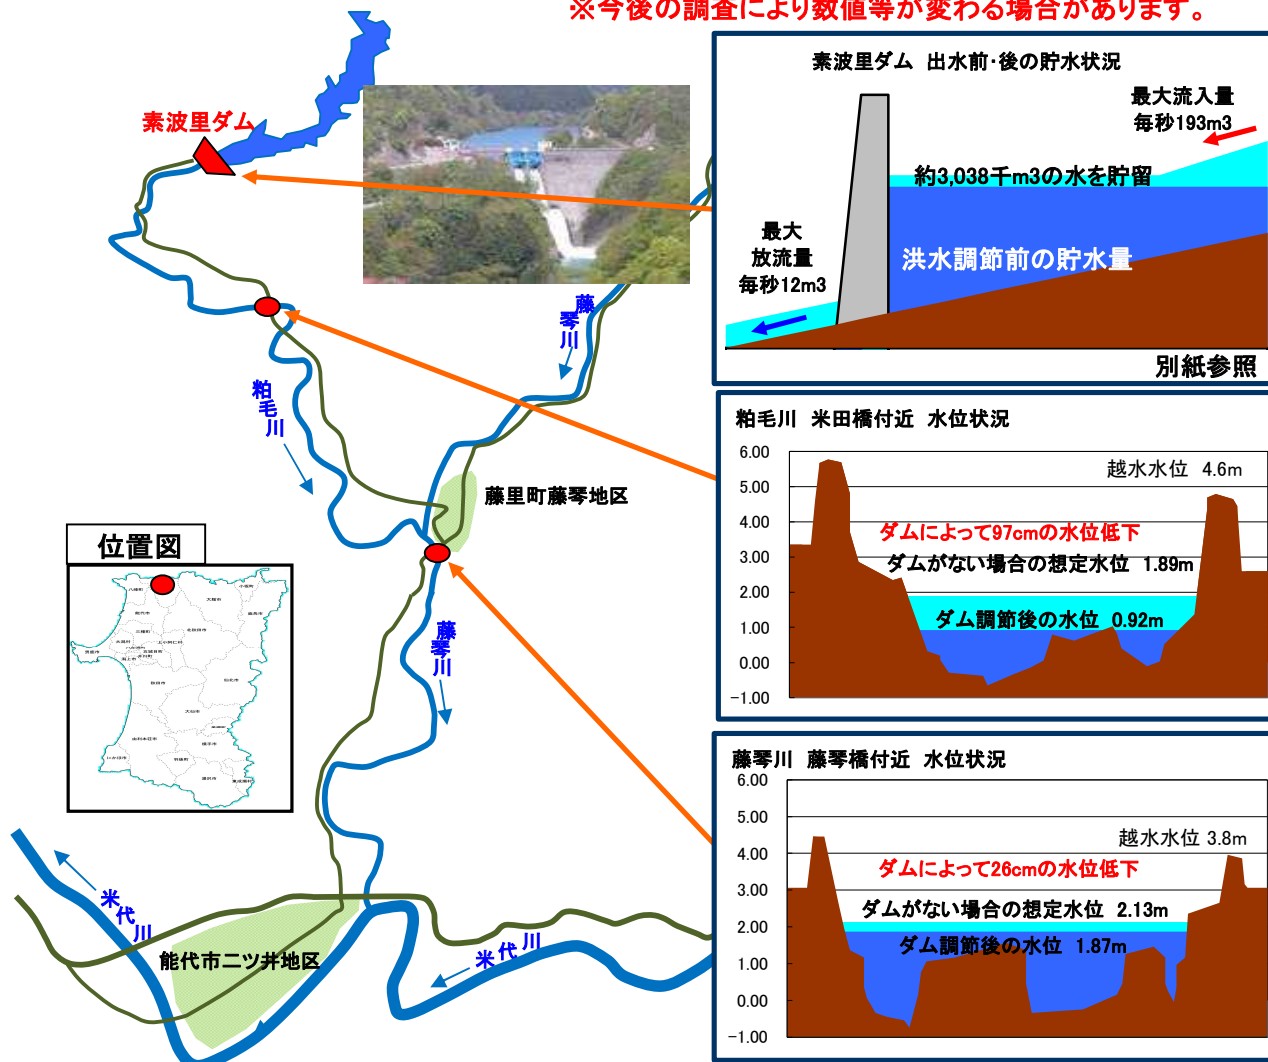 ※今後の調査により数値等が変わる場合があります。
素波里ダム
素波里ダム 出水前・後の貯水状況
最大流入量
毎秒193m3
約3,038千m3の水を貯留
最大
放流量
毎秒12m3
洪水調節前の貯水量
別紙参照
藤琴川
粕毛川
藤里町藤琴地区
位置図
藤琴川
米代川
米代川
能代市二ツ井地区
粕毛川 米田橋付近 水位状況
6.00
越水水位 4.6m
5.00
4.00
ダムによって97cmの水位低下
3.00
ダムがない場合の想定水位 1.89m
2.00
ダム調節後の水位 0.92m
1.00
0.00
-1.00
藤琴川 藤琴橋付近 水位状況
6.00
5.00
越水水位 3.8m
4.00
ダムによって26cmの水位低下
3.00
ダムがない場合の想定水位 2.13m
2.00
ダム調節後の水位 1.87m
1.00
0.00
-1.00